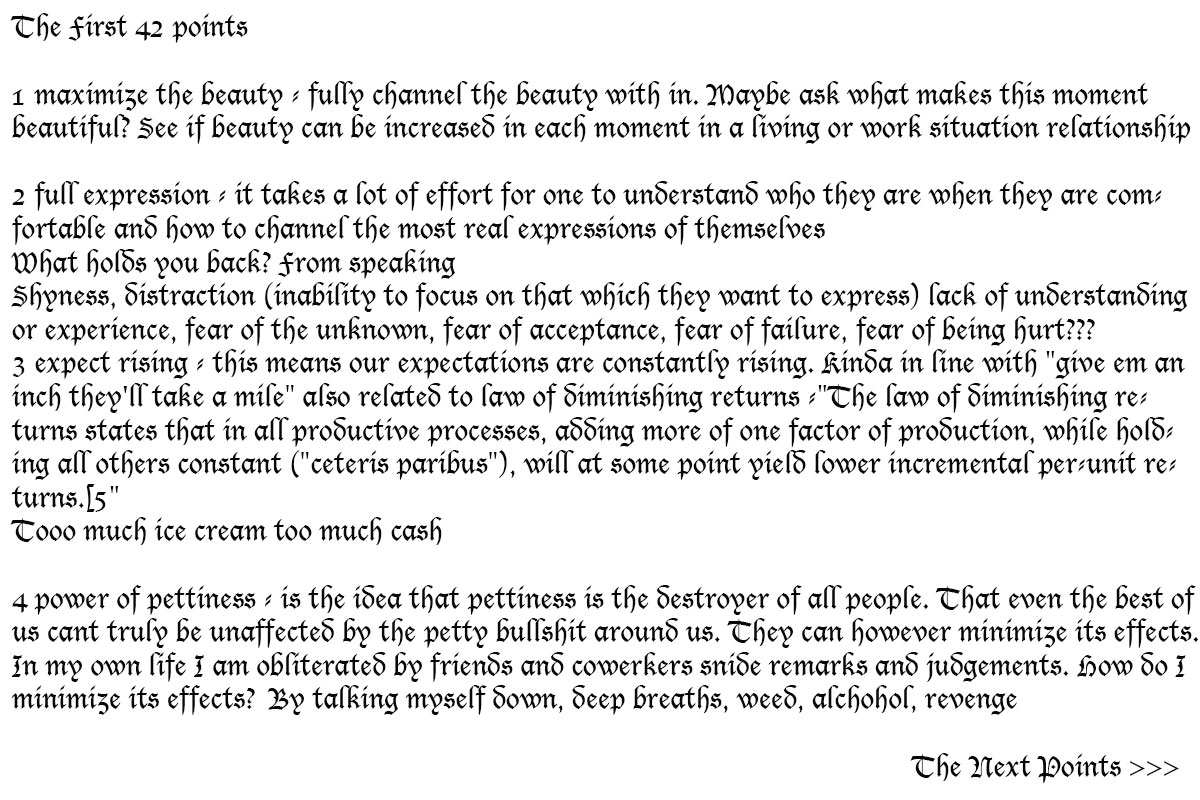 The First 42 points
1 maximize the beauty - fully channel the beauty with in. Maybe ask what makes this moment
beautiful? See if beauty can be increased in each moment in a living or work situation relationship
2 full expression - it takes a lot of effort for one to understand who they are when they are com-
fortable and how to channel the most real expressions of themselves
What holds you back? From speaking
Shyness, distraction (inability to focus on that which they want to express) lack of understanding
or experience, fear of the unknown, fear of acceptance, fear of failure, fear of being hurt???
3 expect rising - this means our expectations are constantly rising. Kinda in line with "give em an
inch they'll take a mile" also related to law of diminishing returns -"The law of diminishing re-
turns states that in all productive processes, adding more of one factor of production, while hold-
ing all others constant ("ceteris paribus"), will at some point yield lower incremental per-unit re-
turns.[5"
Tooo much ice cream too much cash
4 power of pettiness - is the idea that pettiness is the destroyer of all people. That even the best of
us cant truly be unaffected by the petty bullshit around us. They can however minimize its effects.
In my own life I am obliterated by friends and cowerkers snide remarks and judgements. How do I
minimize its effects? By talking myself down, deep breaths, weed, alchohol, revenge
The Next Points >>>